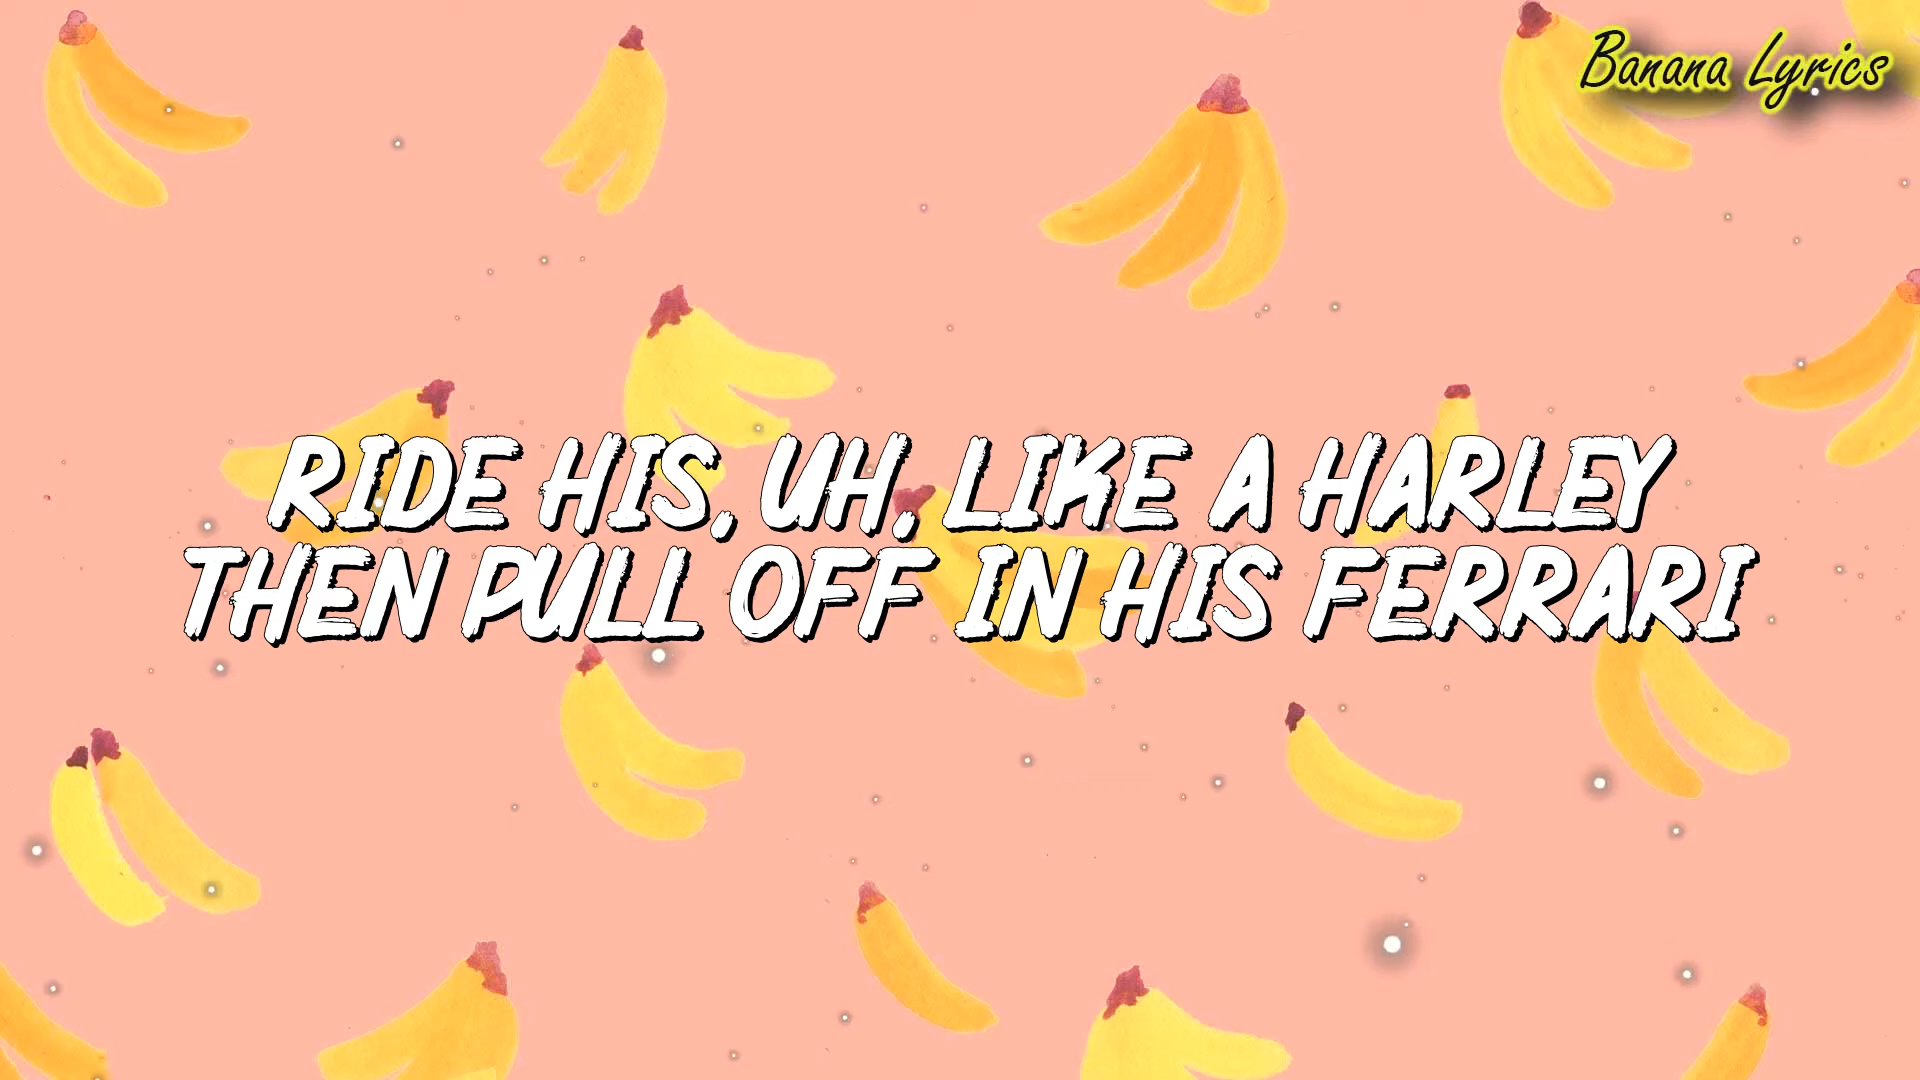 Banana Lyrics
RIDE HIS, UH, LIKE A HARLEY
THEN PULL OFF IN HIS FERRARI